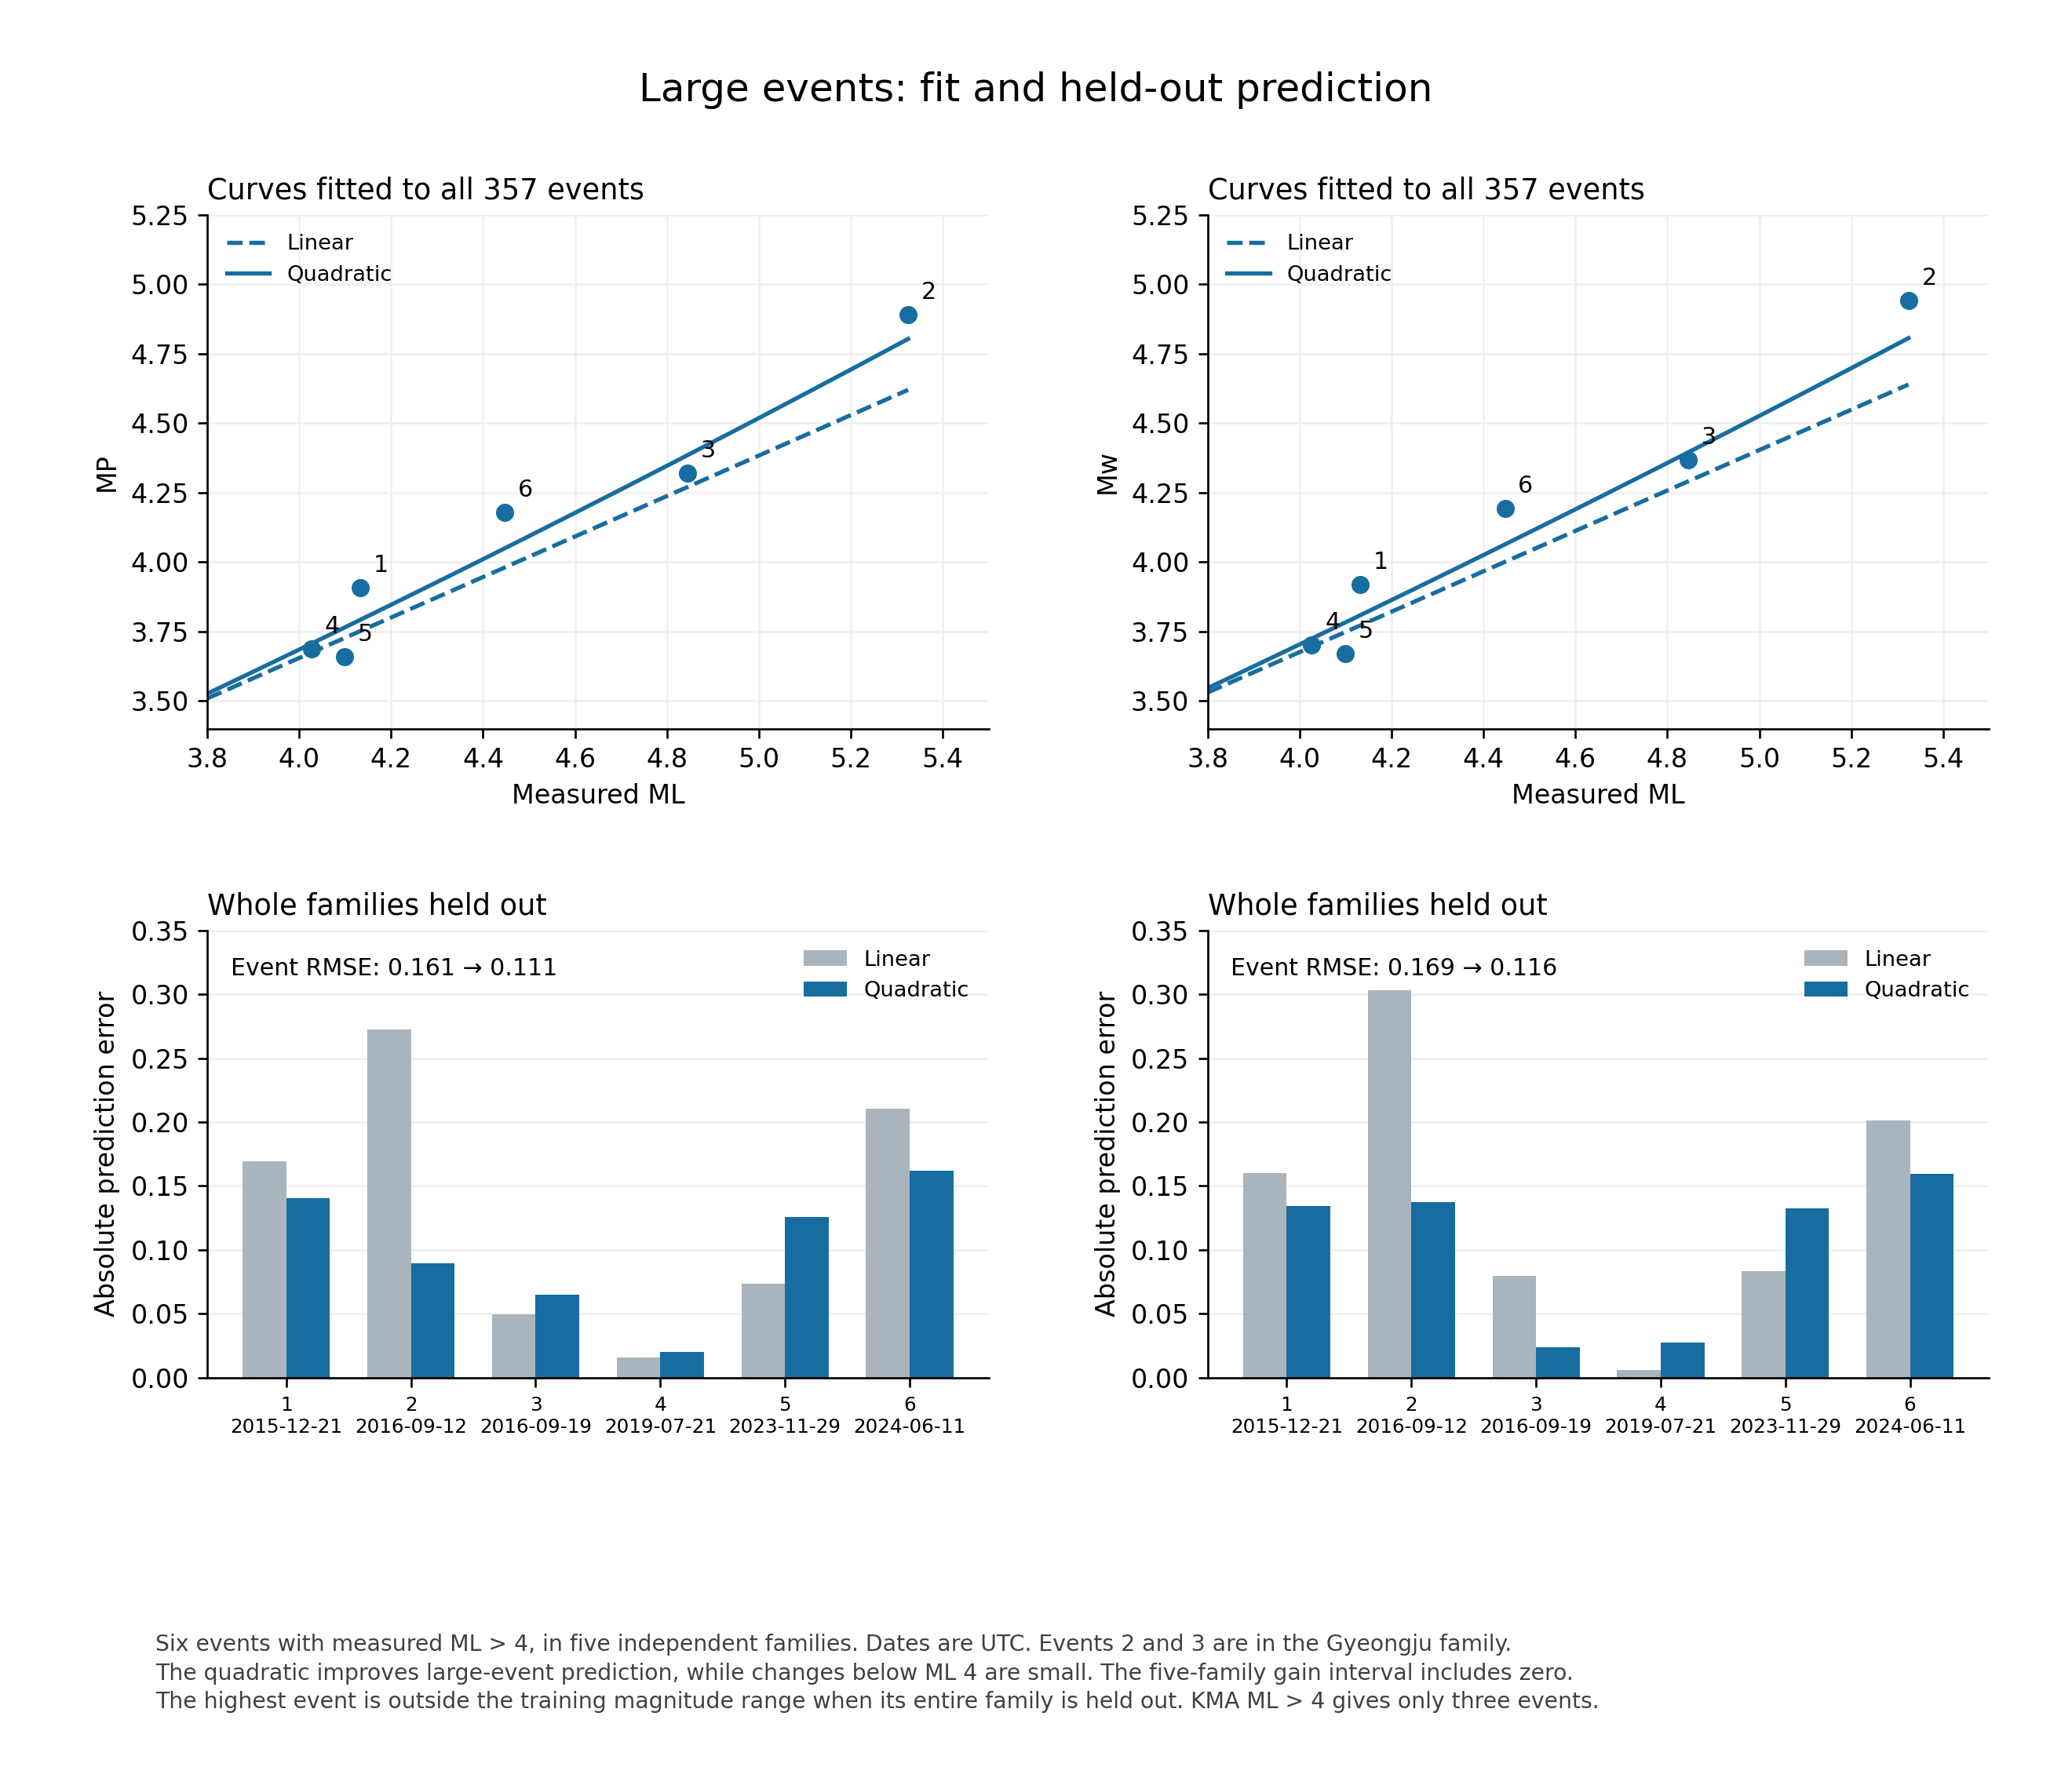 Large events: fit and held-out prediction
Curves fitted to all 357 events
5.25
5.00
4.75
4.50
4.25
4.00
3.75
3.50
MP
Linear
Quadratic
1
2
3
4
5
6
3.8 4.0 4.2 4.4 4.6 4.8 5.0 5.2 5.4
Measured ML
Curves fitted to all 357 events
5.25
5.00
4.75
4.50
4.25
4.00
3.75
3.50
Mw
Linear
Quadratic
1
2
3
4
5
6
3.8 4.0 4.2 4.4 4.6 4.8 5.0 5.2 5.4
Measured ML
Whole families held out
0.35
0.30
0.25
0.20
0.15
0.10
0.05
0.00
Absolute prediction error
Event RMSE: 0.161 → 0.111
Linear
Quadratic
1 2 3 4 5 6
2015-12-21 2016-09-12 2016-09-19 2019-07-21 2023-11-29 2024-06-11
Whole families held out
0.35
0.30
0.25
0.20
0.15
0.10
0.05
0.00
Absolute prediction error
Event RMSE: 0.169 → 0.116
Linear
Quadratic
1 2 3 4 5 6
2015-12-21 2016-09-12 2016-09-19 2019-07-21 2023-11-29 2024-06-11
Six events with measured ML > 4, in five independent families. Dates are UTC. Events 2 and 3 are in the Gyeongju family.
The quadratic improves large-event prediction, while changes below ML 4 are small. The five-family gain interval includes zero.
The highest event is outside the training magnitude range when its entire family is held out. KMA ML > 4 gives only three events.